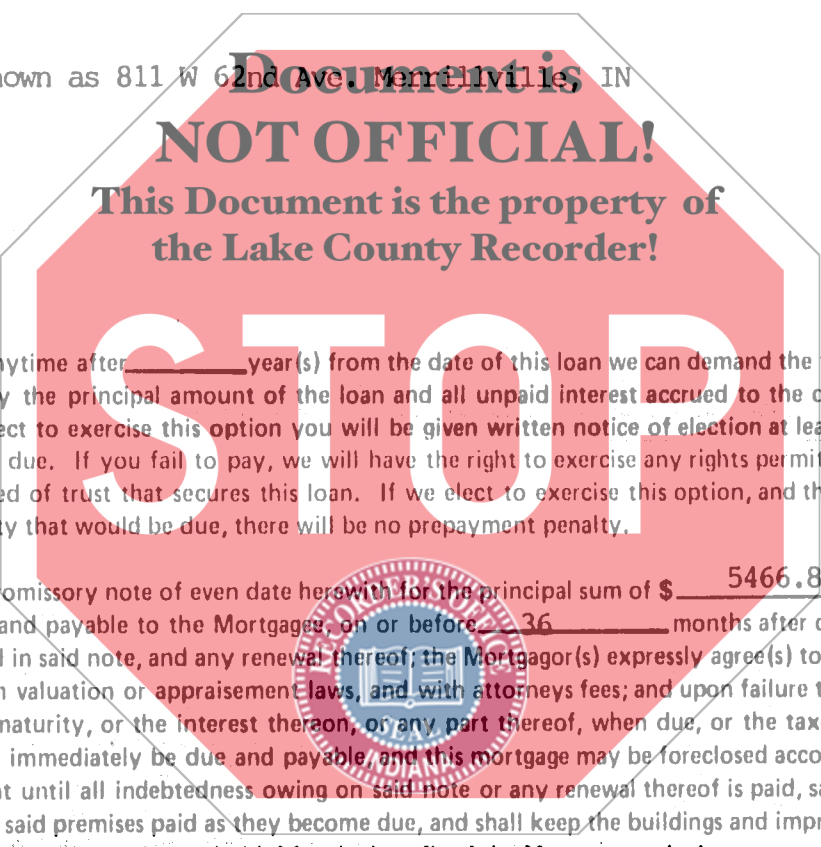 nown as 811 W 62nd Ave. Merrillville, IN
Document is
NOT OFFICIAL!
This Document is the property of
the Lake County Recorder!
STOP
nytime after year(s) from the date of this loan we can demand the
y the principal amount of the loan and all unpaid interest accrued to the
ect to exercise this option you will be given written notice of election at lea
due. If you fail to pay, we will have the right to exercise any rights permit
ed of trust that secures this loan. If we elect to exercise this option, and th
ty that would be due, there will be no prepayment penalty.
omissory note of even date herewith for the principal sum of $ 5466.8
and payable to the Mortgagee, on or before 36 months after
d in said note, and any renewal thereof; the Mortgagor(s) expressly agree(s) to
valuation or appraisement laws, and with attorneys fees; and upon failure
naturity, or the interest thereon, or any part thereof, when due, or the tax
immediately be due and payable, and this mortgage may be foreclosed acco
t until all indebtedness owing on said note or any renewal thereof is paid, sa
said premises paid as they become due, and shall keep the buildings and impr
RECORDER'S OFFICE
SEAL
INDIANA